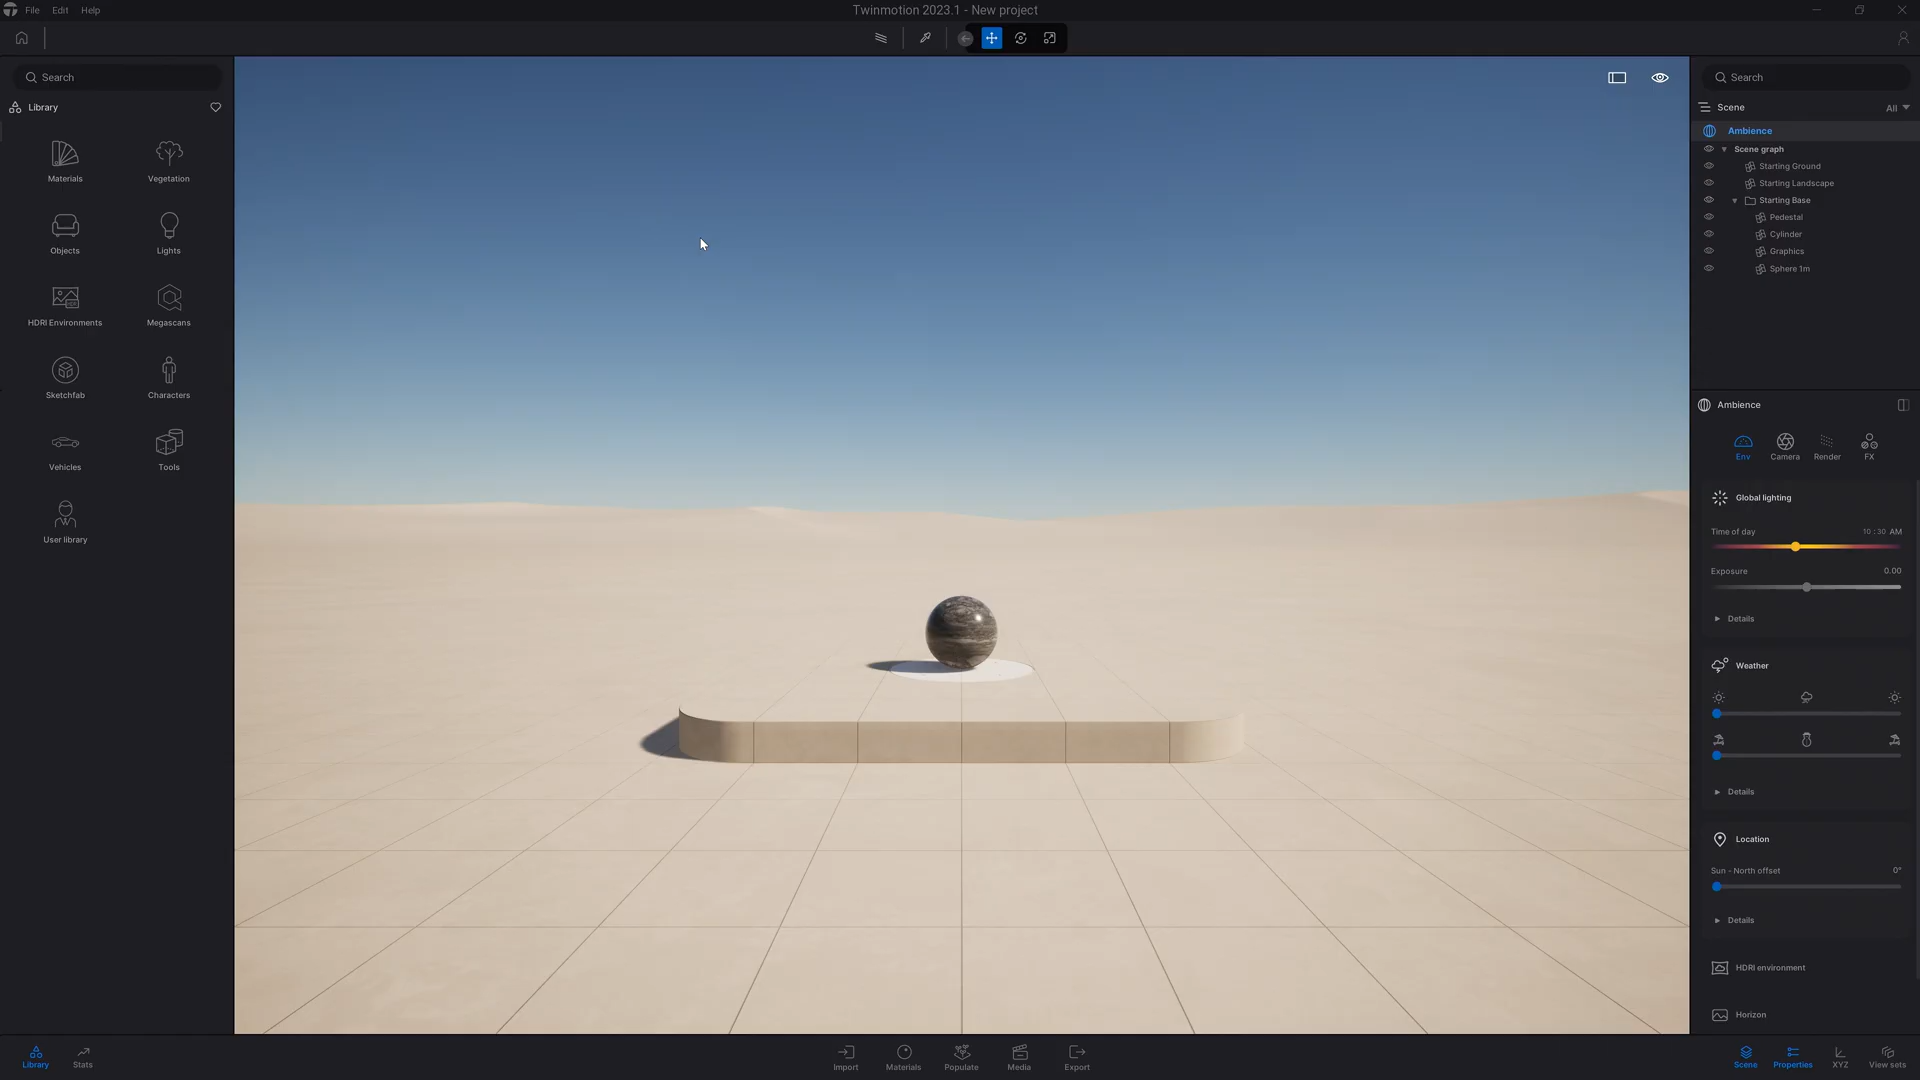 File Edit Help
Twinmotion 2023.1 - New project
Search
Library
Materials
Vegetation
Objects
Lights
HDRI Environments
Megascans
Sketchfab
Characters
Vehicles
Tools
User library
Search
Scene
All
Ambience
Scene graph
Starting Ground
Starting Landscape
Starting Base
Pedestal
Cylinder
Graphics
Sphere 1m
Ambience
Env
Camera
Render
FX
Global lighting
Time of day 10 : 30 AM
Exposure 0.00
Details
Weather
Details
Location
Sun - North offset 0°
Details
HDRI environment
Horizon
Library
Stats
Import
Materials
Populate
Media
Export
Scene
Properties
XYZ
View sets